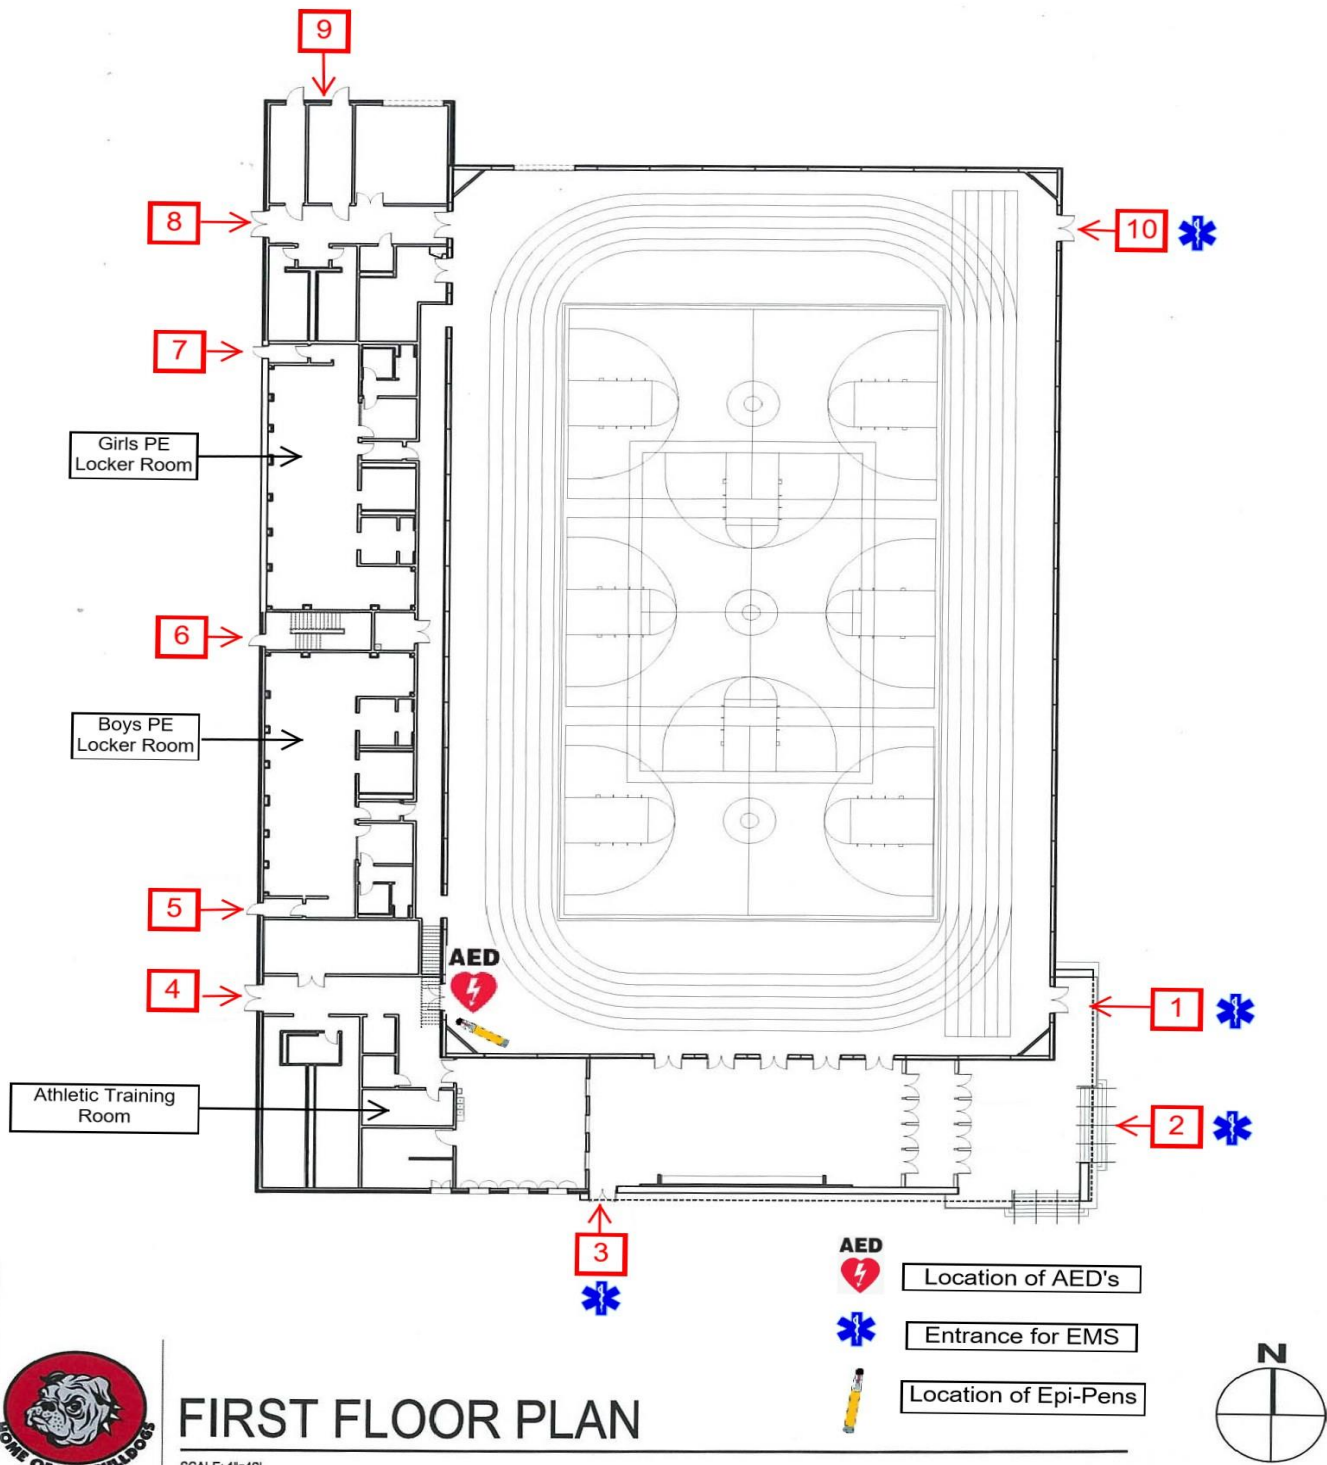 9
8
10
7
Girls PE
Locker Room
6
Boys PE
Locker Room
5
AED
4
1
Athletic Training
Room
2
3
AED
Location of AED's
Entrance for EMS
N
Location of Epi-Pens
FIRST FLOOR PLAN